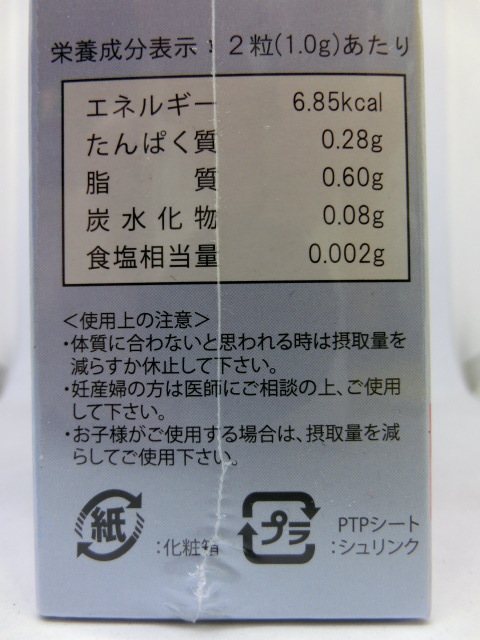 栄養成分表示：２粒(1.0g)あたり
エネルギー 6.85kcal
たんぱく質 0.28g
脂質 0.60g
炭水化物 0.08g
食塩相当量 0.002g
＜使用上の注意＞
・体質に合わないと思われる時は摂取量を
減らすか休止して下さい。
・妊産婦の方は医師にご相談の上、ご使用
して下さい。
・お子様がご使用する場合は、摂取量を減
らしてご使用下さい。
紙
：化粧箱
プラ
PTPシート
：シュリンク